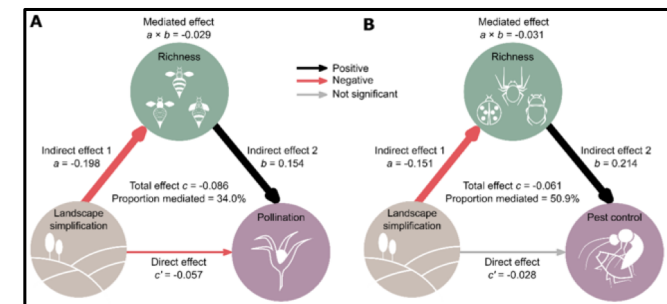 A
Mediated effect
a × b = -0.029
Richness
Indirect effect 1
a = -0.198
Indirect effect 2
b = 0.154
Total effect c = -0.086
Proportion mediated = 34.0%
Landscape
simplification
Pollination
Direct effect
c' = -0.057
Positive
Negative
Not significant
B
Mediated effect
a × b = -0.031
Richness
Indirect effect 1
a = -0.151
Indirect effect 2
b = 0.214
Total effect c = -0.061
Proportion mediated = 50.9%
Landscape
simplification
Pest control
Direct effect
c' = -0.028